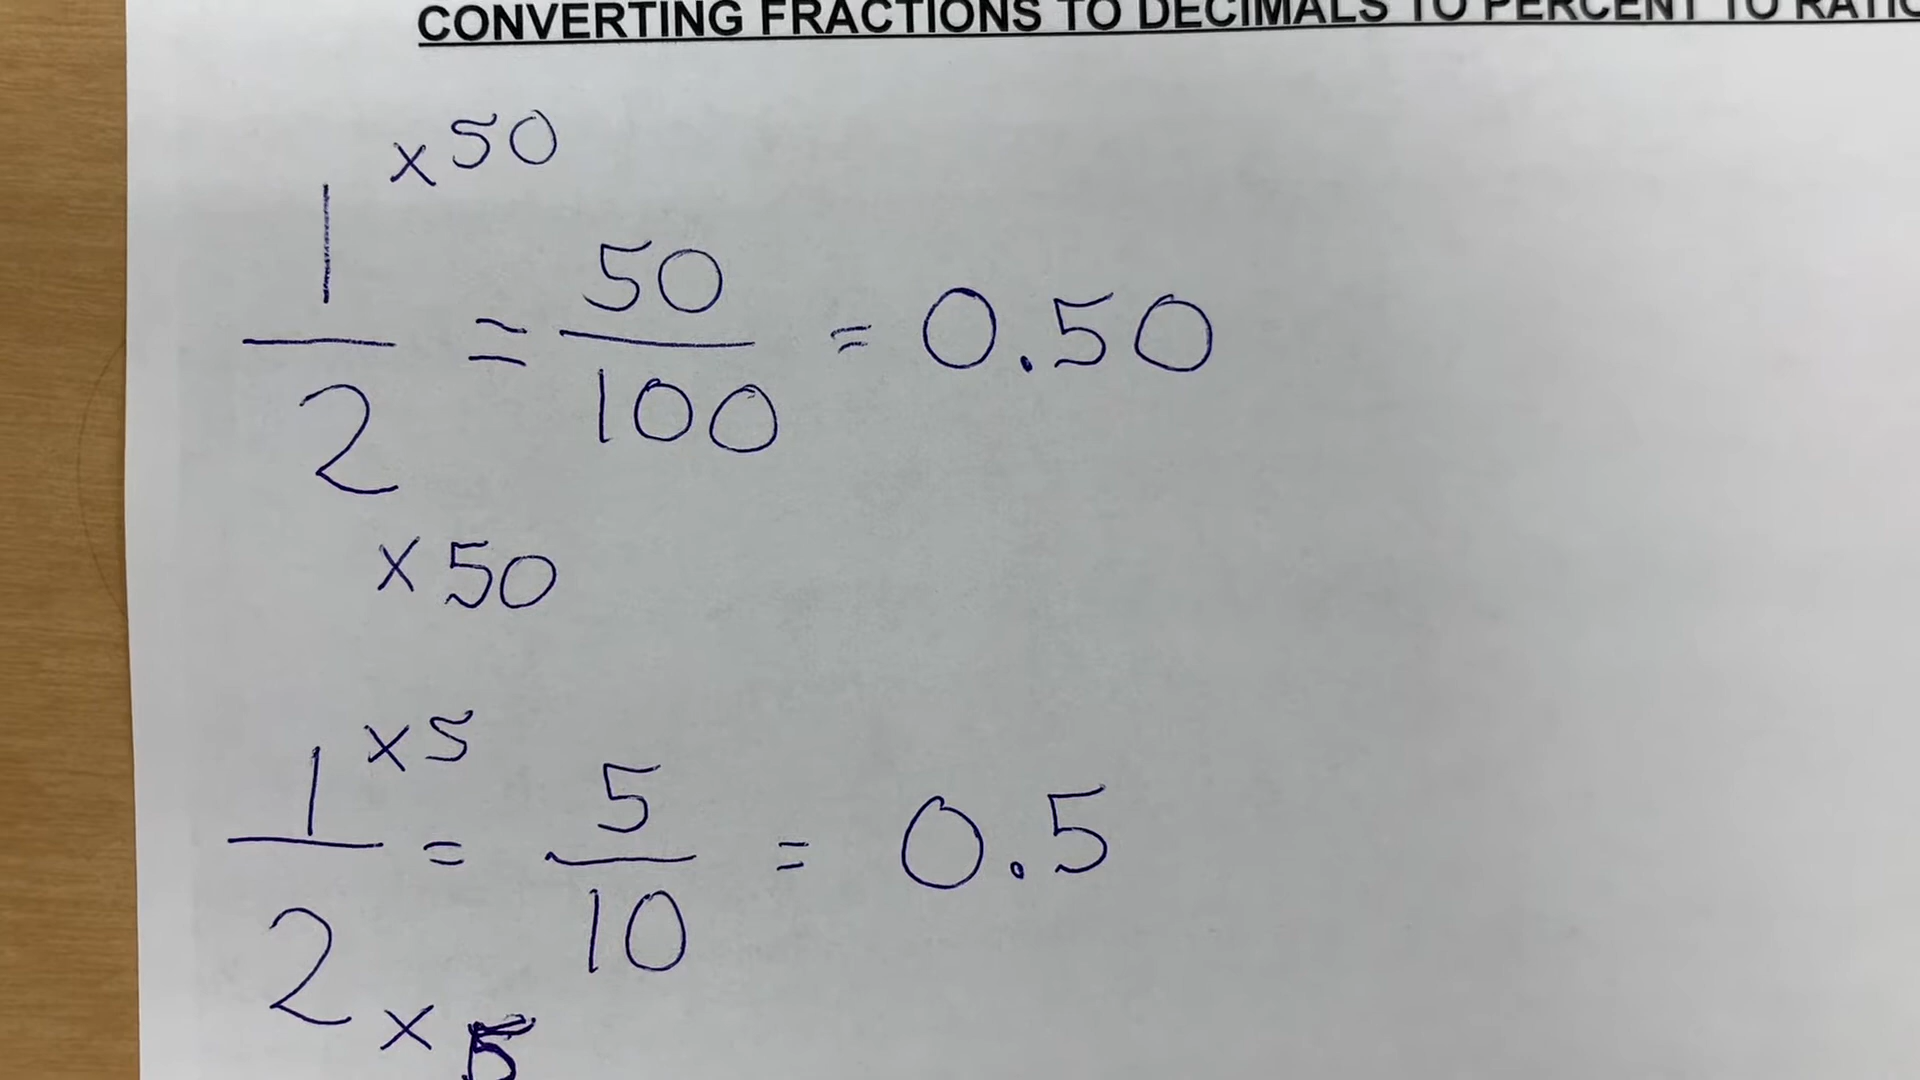 CONVERTING FRACTIONS TO DECIMALS TO PERCENT TO RATIO
1/2 ×50 ×50 = 50/100 = 0.50
1/2 ×5 ×5 = 5/10 = 0.5